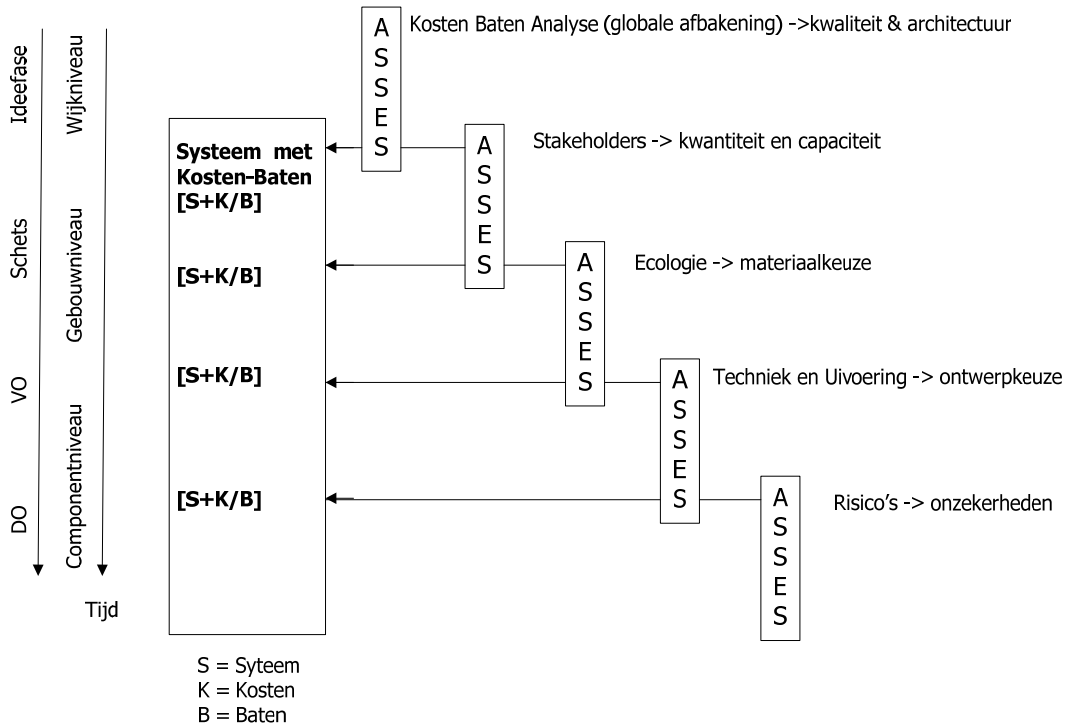 Ideefase
Schets
VO
DO
Wijkniveau
Gebouwniveau
Componentniveau
Tijd
Systeem met
Kosten-Baten
[S+K/B]
[S+K/B]
[S+K/B]
[S+K/B]
S = Syteem
K = Kosten
B = Baten
A
S
S
E
S
Kosten Baten Analyse (globale afbakening) ->kwaliteit & architectuur
A
S
S
E
S
Stakeholders -> kwantiteit en capaciteit
A
S
S
E
S
Ecologie -> materiaalkeuze
A
S
S
E
S
Techniek en Uivoering -> ontwerpkeuze
A
S
S
E
S
Risico's -> onzekerheden